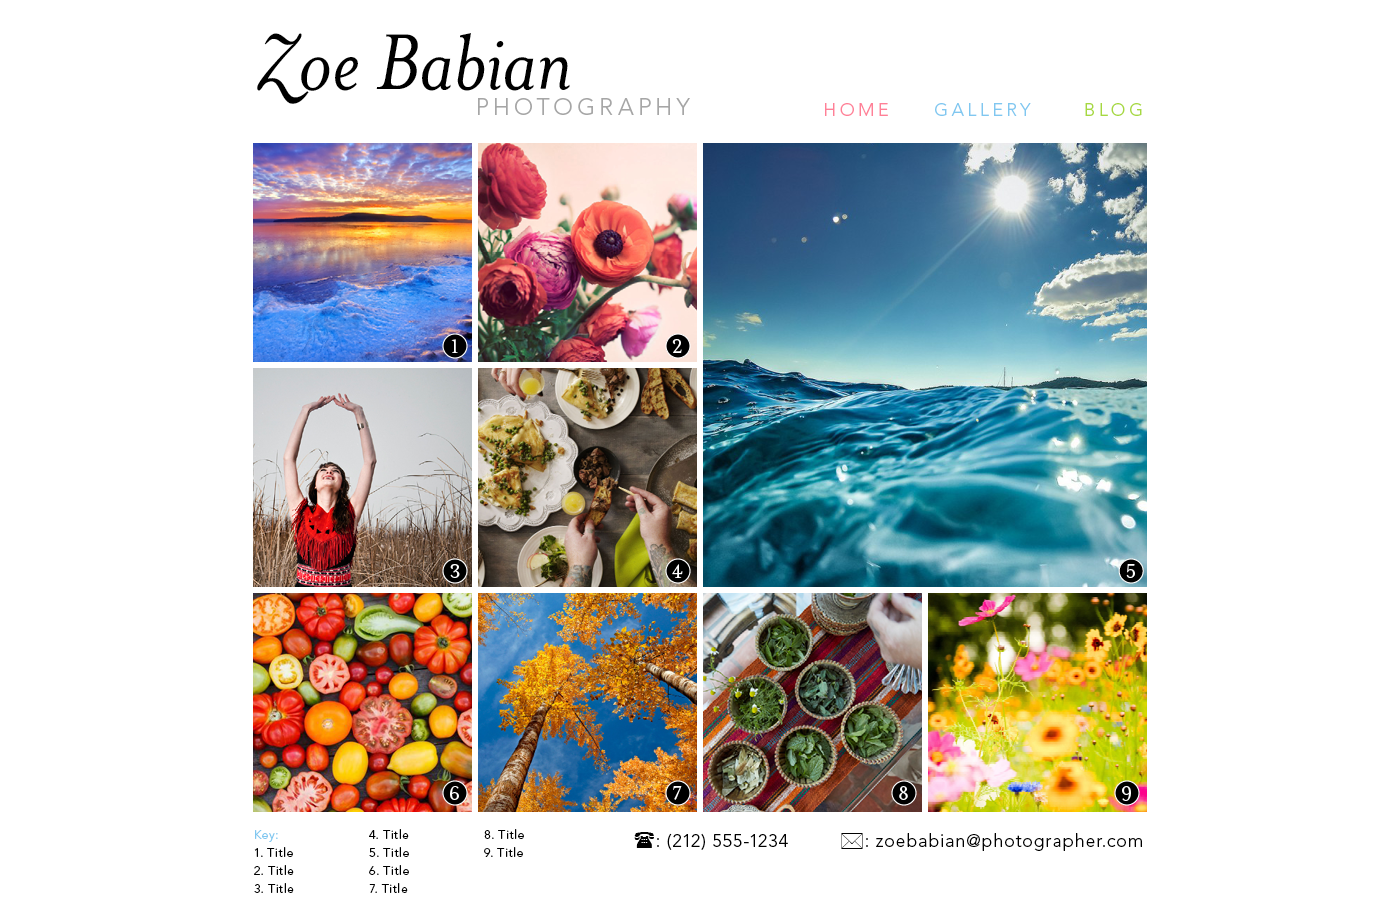 Zoe Babian
PHOTOGRAPHY
HOME GALLERY BLOG
1
2
3
4
5
6
7
8
9
Key:
1. Title
2. Title
3. Title
4. Title
5. Title
6. Title
7. Title
8. Title
9. Title
: (212) 555-1234
: zoebabian@photographer.com